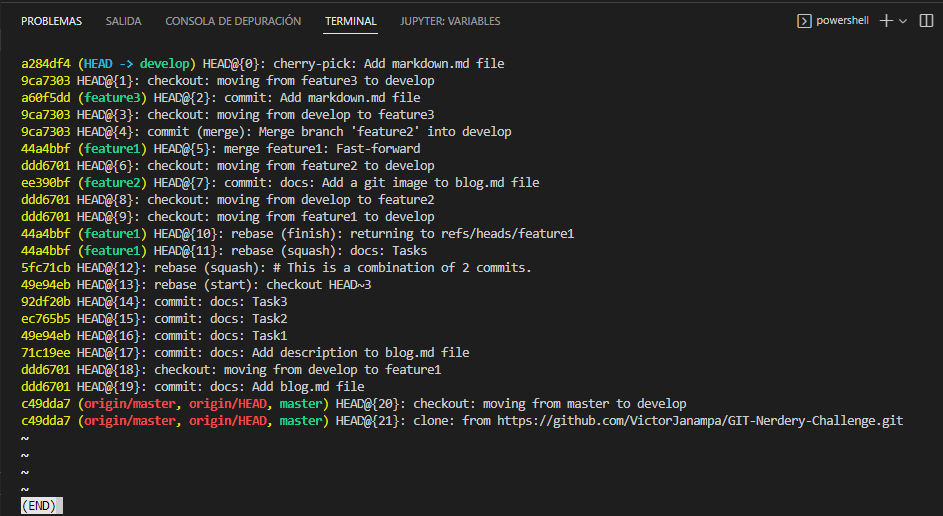 PROBLEMAS SALIDA CONSOLA DE DEPURACIÓN TERMINAL JUPYTER: VARIABLES powershell
a284df4 (HEAD -> develop) HEAD@{0}: cherry-pick: Add markdown.md file
9ca7303 HEAD@{1}: checkout: moving from feature3 to develop
a60f5dd (feature3) HEAD@{2}: commit: Add markdown.md file
9ca7303 HEAD@{3}: checkout: moving from develop to feature3
9ca7303 HEAD@{4}: commit (merge): Merge branch 'feature2' into develop
44a4bbf (feature1) HEAD@{5}: merge feature1: Fast-forward
ddd6701 HEAD@{6}: checkout: moving from feature2 to develop
ee390bf (feature2) HEAD@{7}: commit: docs: Add a git image to blog.md file
ddd6701 HEAD@{8}: checkout: moving from develop to feature2
ddd6701 HEAD@{9}: checkout: moving from feature1 to develop
44a4bbf (feature1) HEAD@{10}: rebase (finish): returning to refs/heads/feature1
44a4bbf (feature1) HEAD@{11}: rebase (squash): docs: Tasks
5fc71cb HEAD@{12}: rebase (squash): # This is a combination of 2 commits.
49e94eb HEAD@{13}: rebase (start): checkout HEAD~3
92df20b HEAD@{14}: commit: docs: Task3
ec765b5 HEAD@{15}: commit: docs: Task2
49e94eb HEAD@{16}: commit: docs: Task1
71c19ee HEAD@{17}: commit: docs: Add description to blog.md file
ddd6701 HEAD@{18}: checkout: moving from develop to feature1
ddd6701 HEAD@{19}: commit: docs: Add blog.md file
c49dda7 (origin/master, origin/HEAD, master) HEAD@{20}: checkout: moving from master to develop
c49dda7 (origin/master, origin/HEAD, master) HEAD@{21}: clone: from https://github.com/VictorJanampa/GIT-Nerdery-Challenge.git
~
~
~
~
(END)